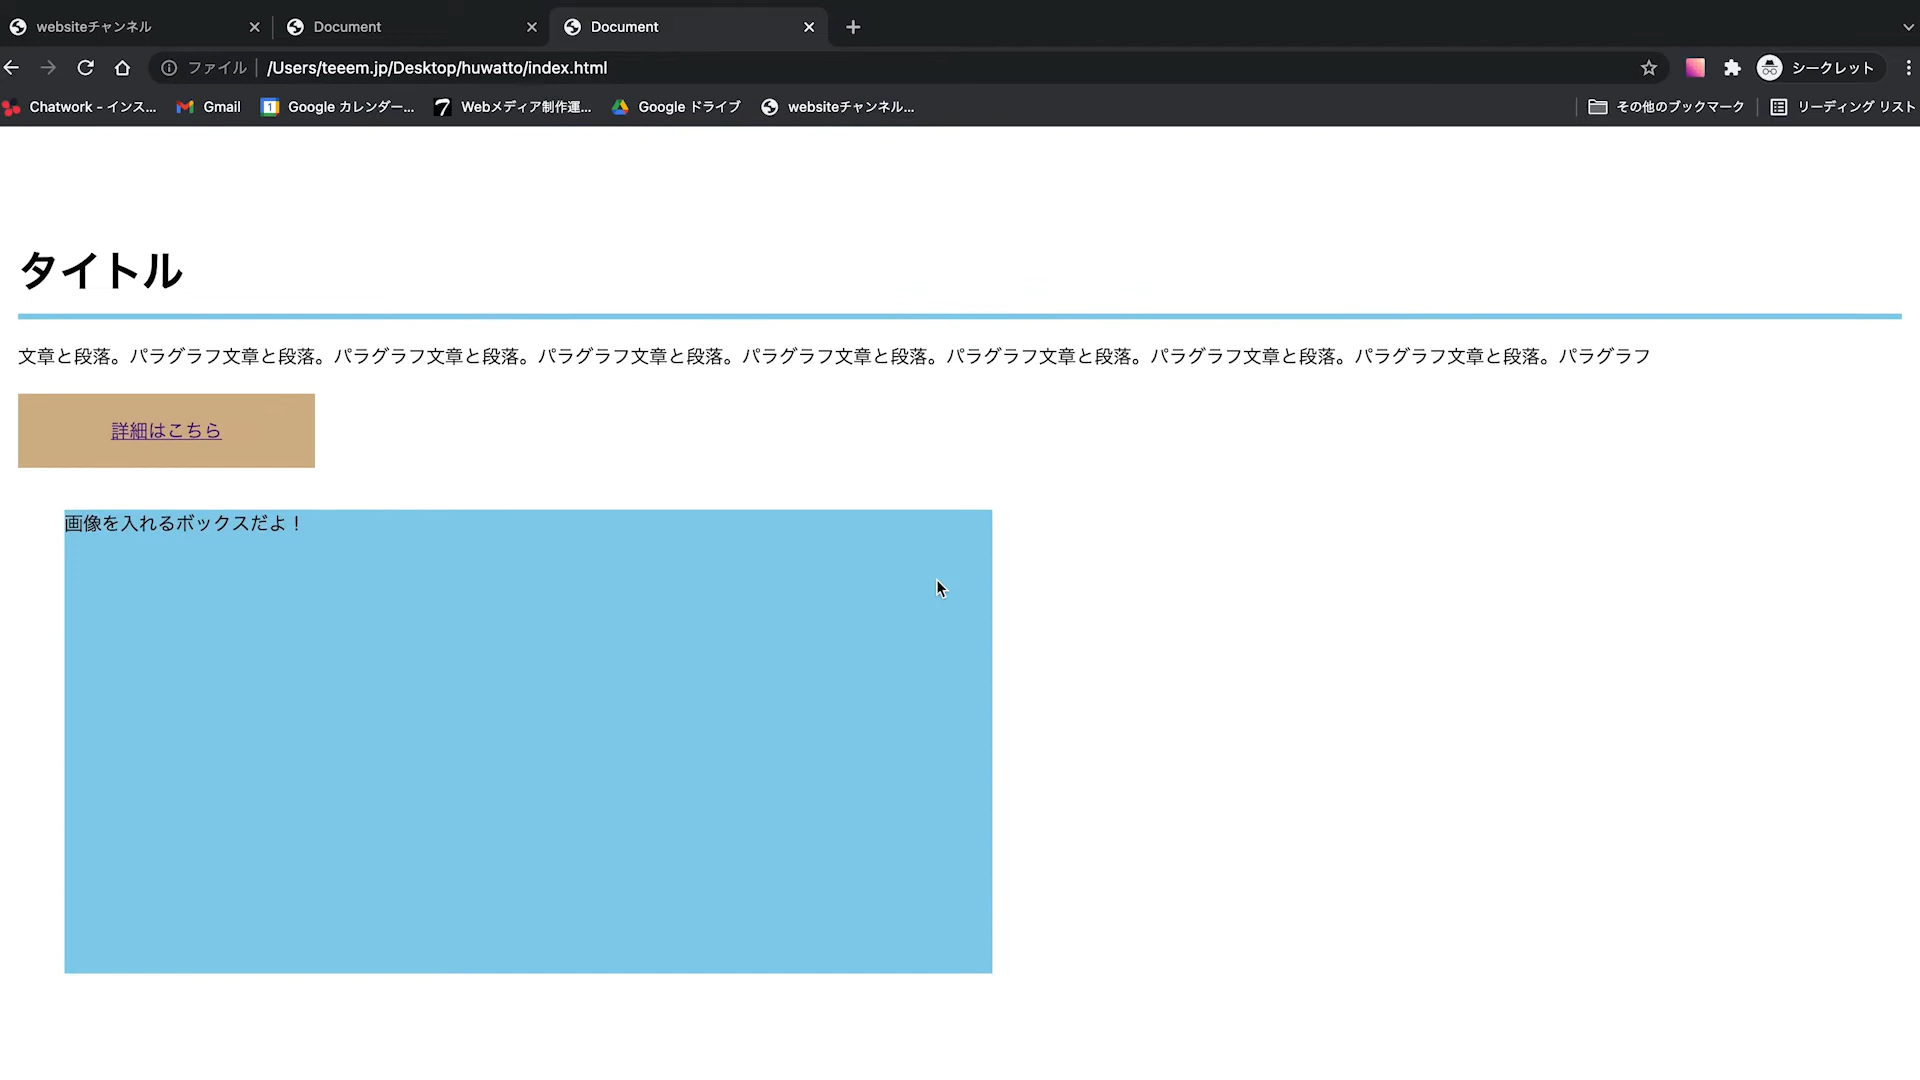 websiteチャンネル
Document
Document
ファイル
/Users/teeem.jp/Desktop/huwatto/index.html
シークレット
Chatwork - インス...
Gmail
1
Google カレンダー...
Webメディア制作運...
Google ドライブ
websiteチャンネル...
その他のブックマーク
リーディング リスト
タイトル
文章と段落。パラグラフ文章と段落。パラグラフ文章と段落。パラグラフ文章と段落。パラグラフ文章と段落。パラグラフ文章と段落。パラグラフ文章と段落。パラグラフ文章と段落。パラグラフ
詳細はこちら
画像を入れるボックスだよ！